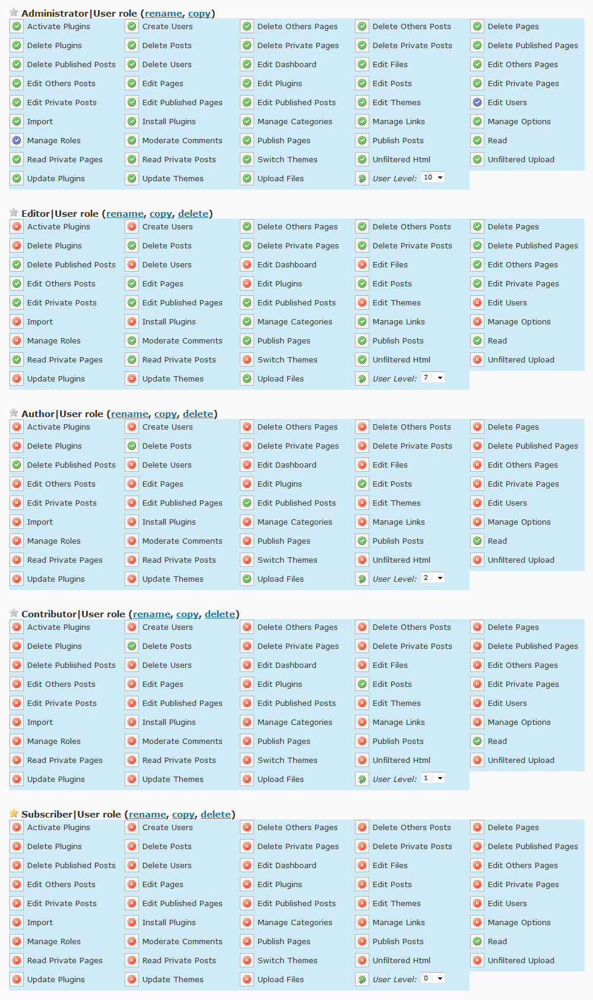 Administrator|User role (rename, copy)
Activate Plugins Create Users Delete Others Pages Delete Others Posts Delete Pages
Delete Plugins Delete Posts Delete Private Pages Delete Private Posts Delete Published Pages
Delete Published Posts Delete Users Edit Dashboard Edit Files Edit Others Pages
Edit Others Posts Edit Pages Edit Plugins Edit Posts Edit Private Pages
Edit Private Posts Edit Published Pages Edit Published Posts Edit Themes Edit Users
Import Install Plugins Manage Categories Manage Links Manage Options
Manage Roles Moderate Comments Publish Pages Publish Posts Read
Read Private Pages Read Private Posts Switch Themes Unfiltered Html Unfiltered Upload
Update Plugins Update Themes Upload Files User Level: 10
Editor|User role (rename, copy, delete)
Activate Plugins Create Users Delete Others Pages Delete Others Posts Delete Pages
Delete Plugins Delete Posts Delete Private Pages Delete Private Posts Delete Published Pages
Delete Published Posts Delete Users Edit Dashboard Edit Files Edit Others Pages
Edit Others Posts Edit Pages Edit Plugins Edit Posts Edit Private Pages
Edit Private Posts Edit Published Pages Edit Published Posts Edit Themes Edit Users
Import Install Plugins Manage Categories Manage Links Manage Options
Manage Roles Moderate Comments Publish Pages Publish Posts Read
Read Private Pages Read Private Posts Switch Themes Unfiltered Html Unfiltered Upload
Update Plugins Update Themes Upload Files User Level: 7
Author|User role (rename, copy, delete)
Activate Plugins Create Users Delete Others Pages Delete Others Posts Delete Pages
Delete Plugins Delete Posts Delete Private Pages Delete Private Posts Delete Published Pages
Delete Published Posts Delete Users Edit Dashboard Edit Files Edit Others Pages
Edit Others Posts Edit Pages Edit Plugins Edit Posts Edit Private Pages
Edit Private Posts Edit Published Pages Edit Published Posts Edit Themes Edit Users
Import Install Plugins Manage Categories Manage Links Manage Options
Manage Roles Moderate Comments Publish Pages Publish Posts Read
Read Private Pages Read Private Posts Switch Themes Unfiltered Html Unfiltered Upload
Update Plugins Update Themes Upload Files User Level: 2
Contributor|User role (rename, copy, delete)
Activate Plugins Create Users Delete Others Pages Delete Others Posts Delete Pages
Delete Plugins Delete Posts Delete Private Pages Delete Private Posts Delete Published Pages
Delete Published Posts Delete Users Edit Dashboard Edit Files Edit Others Pages
Edit Others Posts Edit Pages Edit Plugins Edit Posts Edit Private Pages
Edit Private Posts Edit Published Pages Edit Published Posts Edit Themes Edit Users
Import Install Plugins Manage Categories Manage Links Manage Options
Manage Roles Moderate Comments Publish Pages Publish Posts Read
Read Private Pages Read Private Posts Switch Themes Unfiltered Html Unfiltered Upload
Update Plugins Update Themes Upload Files User Level: 1
Subscriber|User role (rename, copy, delete)
Activate Plugins Create Users Delete Others Pages Delete Others Posts Delete Pages
Delete Plugins Delete Posts Delete Private Pages Delete Private Posts Delete Published Pages
Delete Published Posts Delete Users Edit Dashboard Edit Files Edit Others Pages
Edit Others Posts Edit Pages Edit Plugins Edit Posts Edit Private Pages
Edit Private Posts Edit Published Pages Edit Published Posts Edit Themes Edit Users
Import Install Plugins Manage Categories Manage Links Manage Options
Manage Roles Moderate Comments Publish Pages Publish Posts Read
Read Private Pages Read Private Posts Switch Themes Unfiltered Html Unfiltered Upload
Update Plugins Update Themes Upload Files User Level: 0